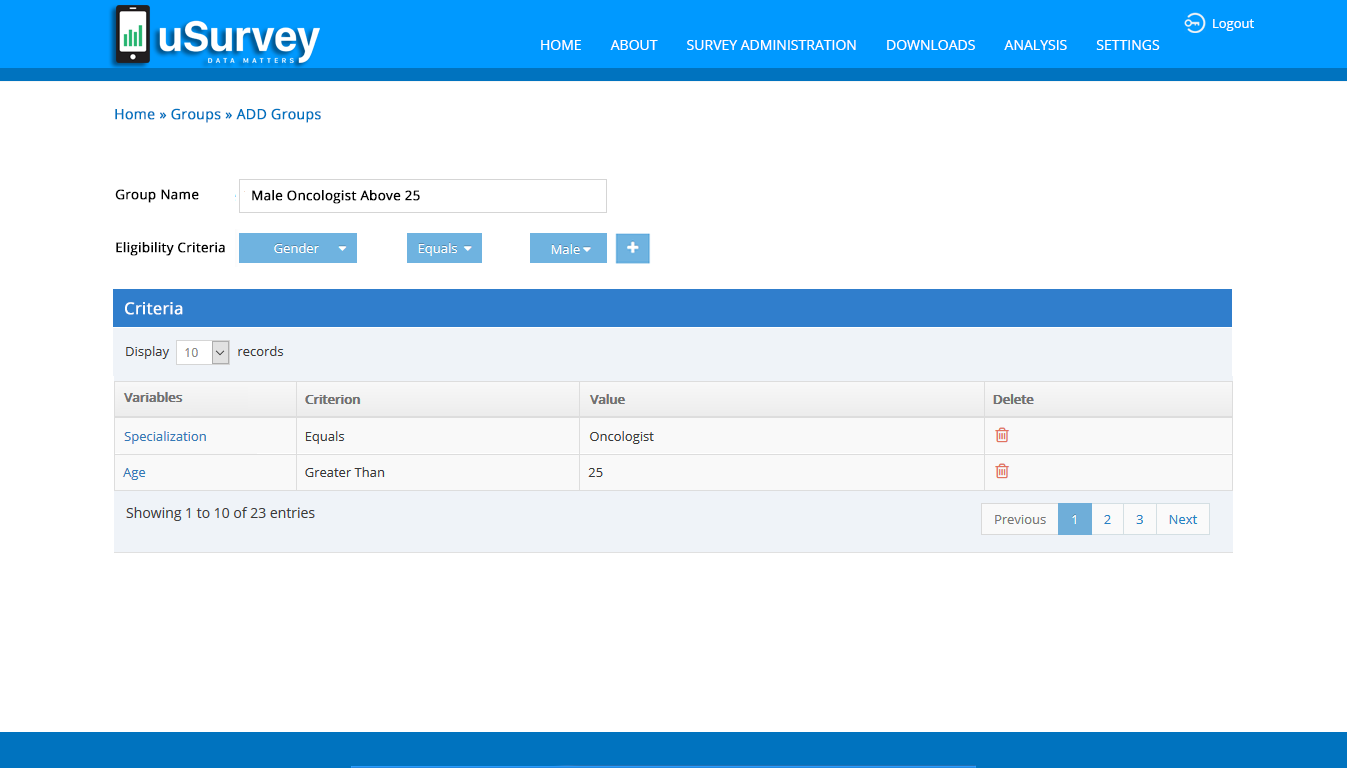 uSurvey
DATA MATTERS
HOME ABOUT SURVEY ADMINISTRATION DOWNLOADS ANALYSIS SETTINGS Logout
Home » Groups » ADD Groups
Group Name Male Oncologist Above 25
Eligibility Criteria Gender Equals Male +
Criteria
Display 10 records
Variables Criterion Value Delete
Specialization Equals Oncologist
Age Greater Than 25
Showing 1 to 10 of 23 entries Previous 1 2 3 Next